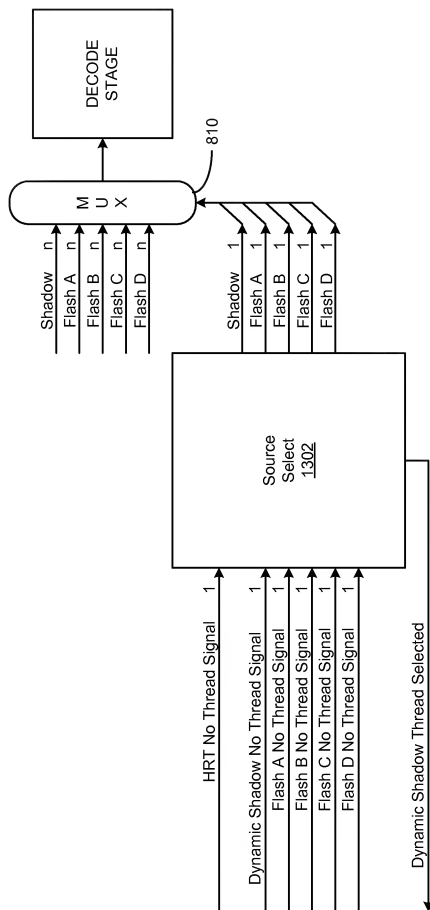 DECODE
STAGE
M
U
X
810
Shadow n
Flash A n
Flash B n
Flash C n
Flash D n
Shadow 1
Flash A 1
Flash B 1
Flash C 1
Flash D 1
Source
Select
1302
HRT No Thread Signal 1
Dynamic Shadow No Thread Signal 1
Flash A No Thread Signal 1
Flash B No Thread Signal 1
Flash C No Thread Signal 1
Flash D No Thread Signal 1
Dynamic Shadow Thread Selected